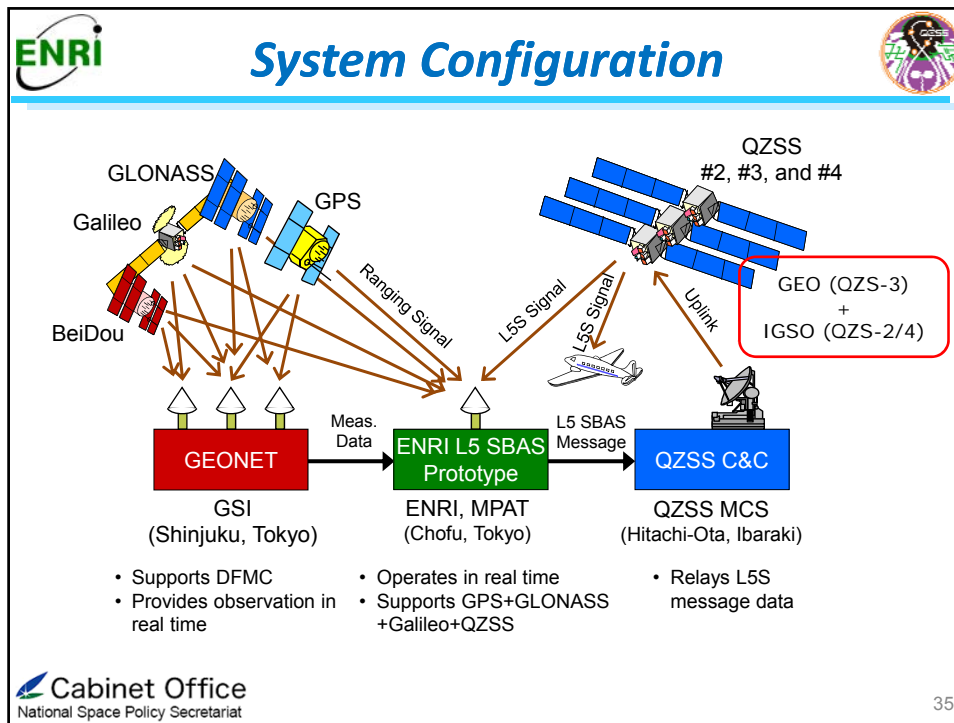 ENRI
System Configuration
QZSS
GLONASS
Galileo
GPS
BeiDou
Ranging Signal
QZSS
#2, #3, and #4
L5S Signal
L5S Signal
Uplink
GEO (QZS-3)
+
IGSO (QZS-2/4)
GEONET
Meas.
Data
ENRI L5 SBAS
Prototype
L5 SBAS
Message
QZSS C&C
GSI
(Shinjuku, Tokyo)
ENRI, MPAT
(Chofu, Tokyo)
QZSS MCS
(Hitachi-Ota, Ibaraki)
• Supports DFMC
• Provides observation in
real time
• Operates in real time
• Supports GPS+GLONASS
+Galileo+QZSS
• Relays L5S
message data
Cabinet Office
National Space Policy Secretariat
35